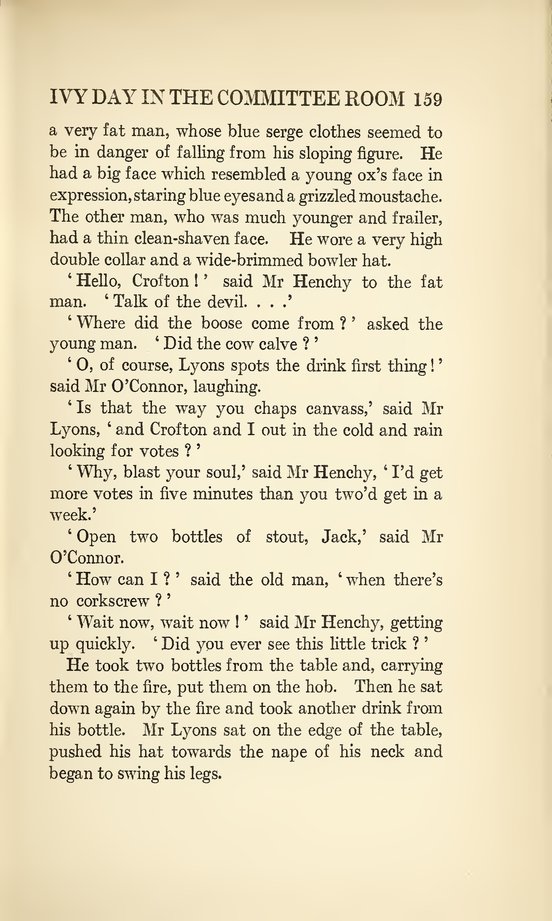 IVY DAY IN THE COMMITTEE ROOM 159
a very fat man, whose blue serge clothes seemed to
be in danger of falling from his sloping figure. He
had a big face which resembled a young ox’s face in
expression, staring blue eyes and a grizzled moustache.
The other man, who was much younger and frailer,
had a thin clean-shaven face. He wore a very high
double collar and a wide-brimmed bowler hat.
‘ Hello, Crofton ! ’ said Mr Henchy to the fat
man. ‘ Talk of the devil. . . .’
‘ Where did the boose come from ? ’ asked the
young man. ‘ Did the cow calve ? ’
‘ O, of course, Lyons spots the drink first thing ! ’
said Mr O’Connor, laughing.
‘ Is that the way you chaps canvass,’ said Mr
Lyons, ‘ and Crofton and I out in the cold and rain
looking for votes ? ’
‘ Why, blast your soul,’ said Mr Henchy, ‘ I’d get
more votes in five minutes than you two’d get in a
week.’
‘ Open two bottles of stout, Jack,’ said Mr
O’Connor.
‘ How can I ? ’ said the old man, ‘ when there’s
no corkscrew ? ’
‘ Wait now, wait now ! ’ said Mr Henchy, getting
up quickly. ‘ Did you ever see this little trick ? ’
He took two bottles from the table and, carrying
them to the fire, put them on the hob. Then he sat
down again by the fire and took another drink from
his bottle. Mr Lyons sat on the edge of the table,
pushed his hat towards the nape of his neck and
began to swing his legs.